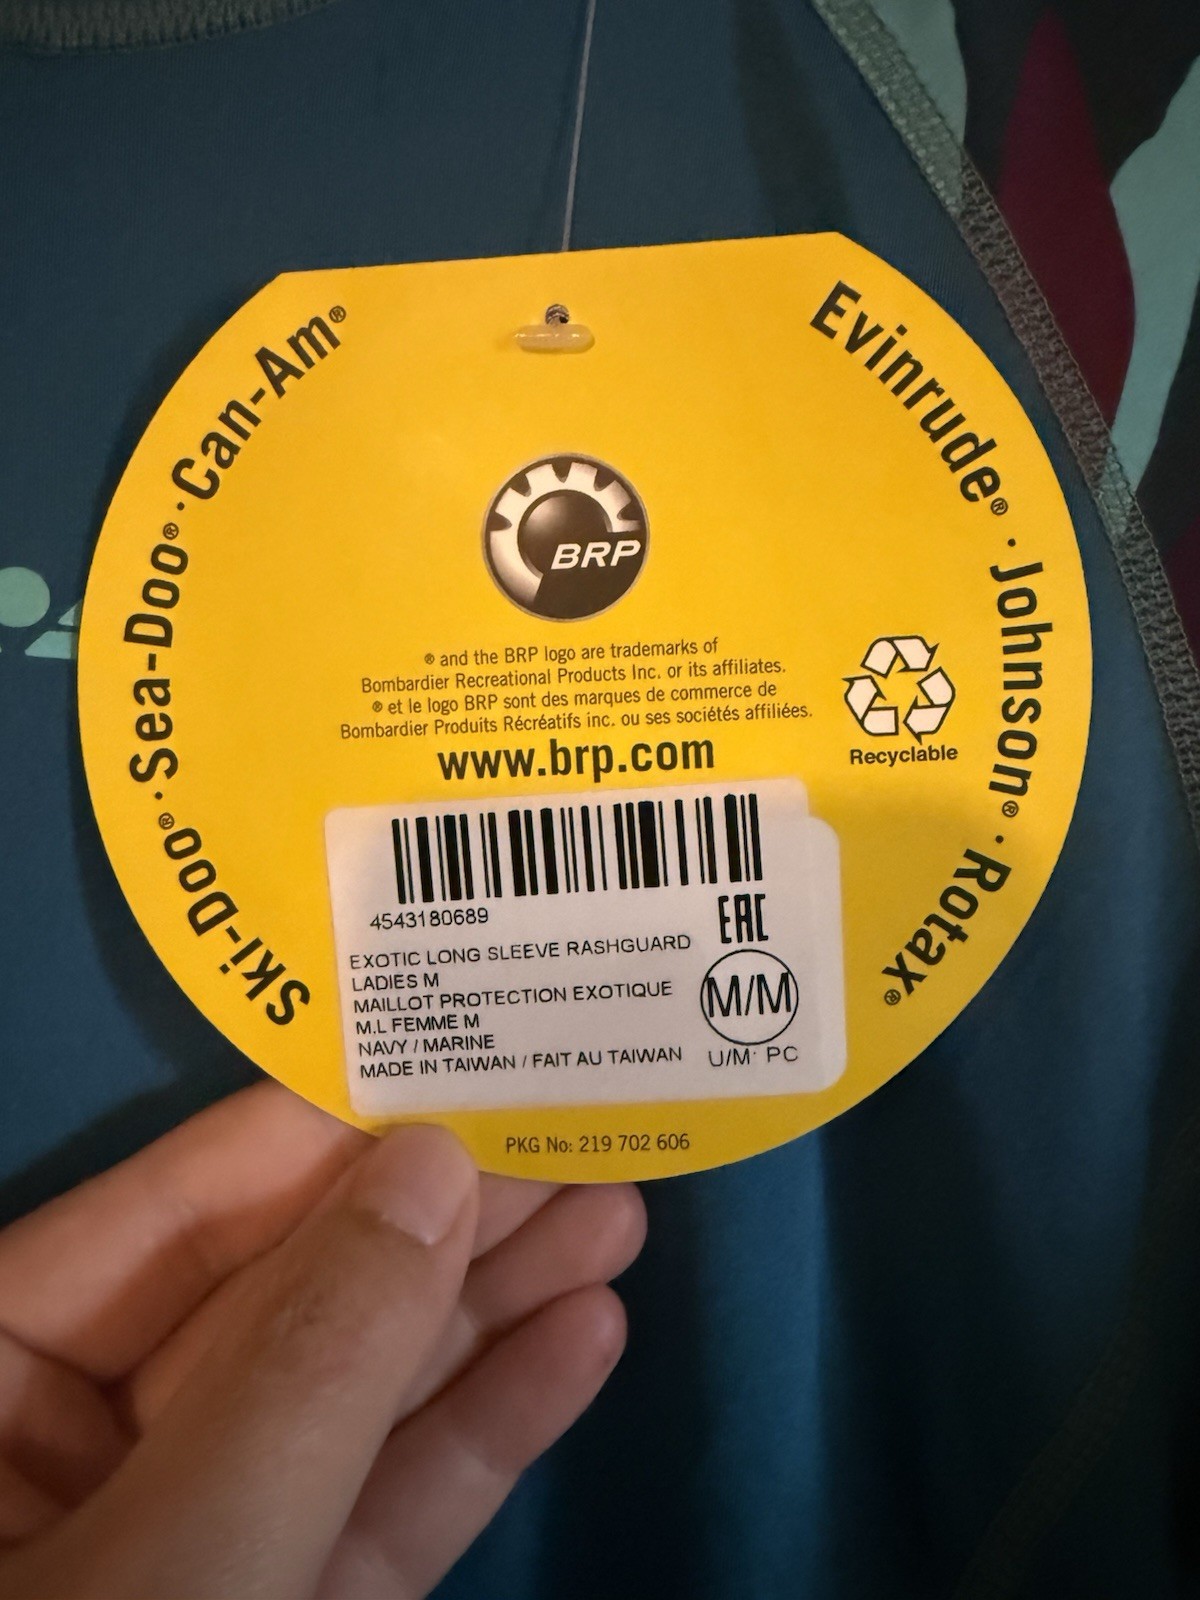 Ski-Doo®·Sea-Doo®·Can-Am®
Evinrude® · Johnson® · Rotax®
BRP
® and the BRP logo are trademarks of
Bombardier Recreational Products Inc. or its affiliates.
® et le logo BRP sont des marques de commerce de
Bombardier Produits Récréatifs inc. ou ses sociétés affiliées.
www.brp.com
Recyclable
4543180689
EAC
EXOTIC LONG SLEEVE RASHGUARD
LADIES M
MAILLOT PROTECTION EXOTIQUE
M.L FEMME M
NAVY / MARINE
MADE IN TAIWAN / FAIT AU TAIWAN
M/M
U/M· PC
PKG No: 219 702 606